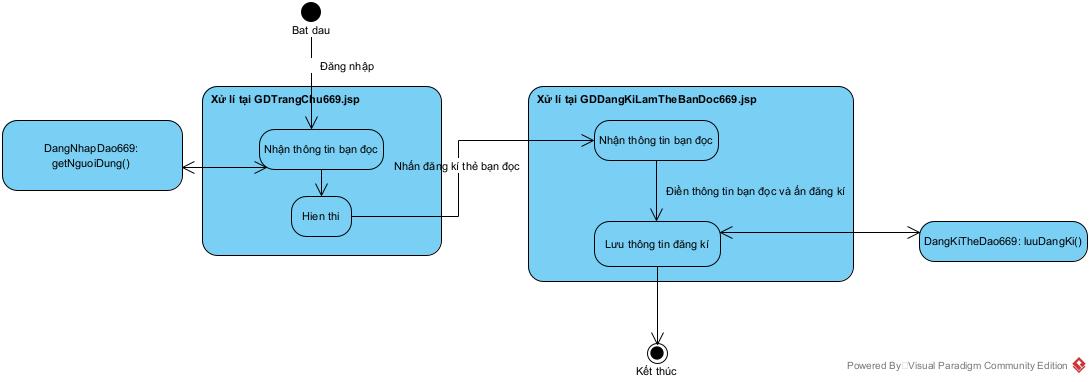 Bat dau
Đăng nhập
Xử lí tại GDTrangChu669.jsp
DangNhapDao669:
getNguoiDung()
Nhận thông tin bạn đọc
Hien thi
Nhấn đăng kí thẻ bạn đọc
Xử lí tại GDDangKiLamTheBanDoc669.jsp
Nhận thông tin bạn đọc
Điền thông tin bạn đọc và ấn đăng kí
Lưu thông tin đăng kí
DangKiTheDao669: luuDangKi()
Kết thúc
Powered By Visual Paradigm Community Edition